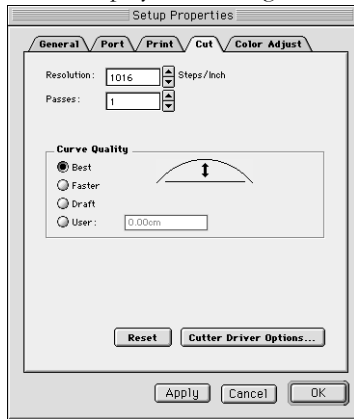 Setup Properties
General Port Print Cut Color Adjust
Resolution: 1016 Steps/Inch
Passes: 1
Curve Quality
Best
Faster
Draft
User: 0.00cm
Reset Cutter Driver Options...
Apply Cancel OK